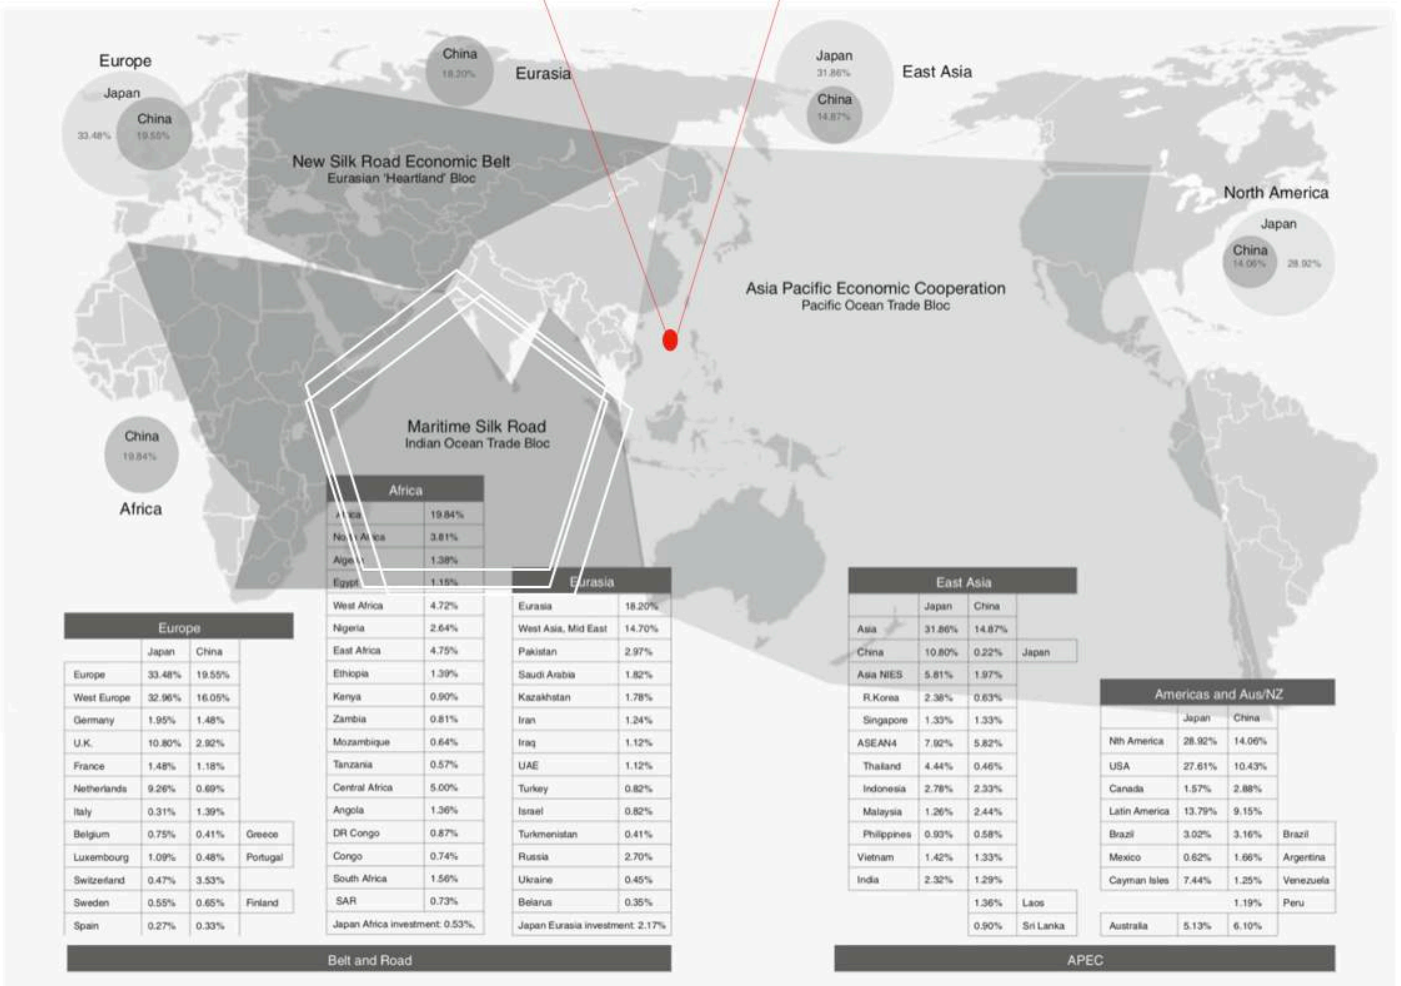 Europe
Japan
China
33.48%
19.55%
China
18.20%
Eurasia
Japan
31.86%
China
14.87%
East Asia
New Silk Road Economic Belt
Eurasian 'Heartland' Bloc
North America
Japan
China
14.06%
28.92%
Asia Pacific Economic Cooperation
Pacific Ocean Trade Bloc
Maritime Silk Road
Indian Ocean Trade Bloc
China
19.84%
Africa
Europe
Japan China
Europe 33.48% 19.55%
West Europe 32.96% 16.05%
Germany 1.95% 1.48%
U.K. 10.80% 2.92%
France 1.48% 1.18%
Netherlands 9.26% 0.69%
Italy 0.31% 1.39%
Belgium 0.75% 0.41% Greece
Luxembourg 1.09% 0.48% Portugal
Switzerland 0.47% 3.53%
Sweden 0.55% 0.65% Finland
Spain 0.27% 0.33%
Africa
Africa 19.84%
North Africa 3.81%
Algeria 1.38%
Egypt 1.15%
West Africa 4.72%
Nigeria 2.64%
East Africa 4.75%
Ethiopia 1.39%
Kenya 0.90%
Zambia 0.81%
Mozambique 0.64%
Tanzania 0.57%
Central Africa 5.00%
Angola 1.36%
DR Congo 0.87%
Congo 0.74%
South Africa 1.56%
SAR 0.73%
Japan Africa investment: 0.53%,
Eurasia
Eurasia 18.20%
West Asia, Mid East 14.70%
Pakistan 2.97%
Saudi Arabia 1.82%
Kazakhstan 1.78%
Iran 1.24%
Iraq 1.12%
UAE 1.12%
Turkey 0.82%
Israel 0.82%
Turkmenistan 0.41%
Russia 2.70%
Ukraine 0.45%
Belarus 0.35%
Japan Eurasia investment 2.17%
Belt and Road
East Asia
Japan China
Asia 31.86% 14.87%
China 10.80% 0.22% Japan
Asia NIES 5.81% 1.97%
R.Korea 2.38% 0.63%
Singapore 1.33% 1.33%
ASEAN4 7.92% 5.82%
Thailand 4.44% 0.46%
Indonesia 2.78% 2.33%
Malaysia 1.26% 2.44%
Philippines 0.93% 0.58%
Vietnam 1.42% 1.33%
India 2.32% 1.29%
1.36% Laos
0.90% Sri Lanka
Americas and Aus/NZ
Japan China
Nth America 28.92% 14.06%
USA 27.61% 10.43%
Canada 1.57% 2.88%
Latin America 13.79% 9.15%
Brazil 3.02% 3.16% Brazil
Mexico 0.62% 1.66% Argentina
Cayman Isles 7.44% 1.25% Venezuela
1.19% Peru
Australia 5.13% 6.10%
APEC